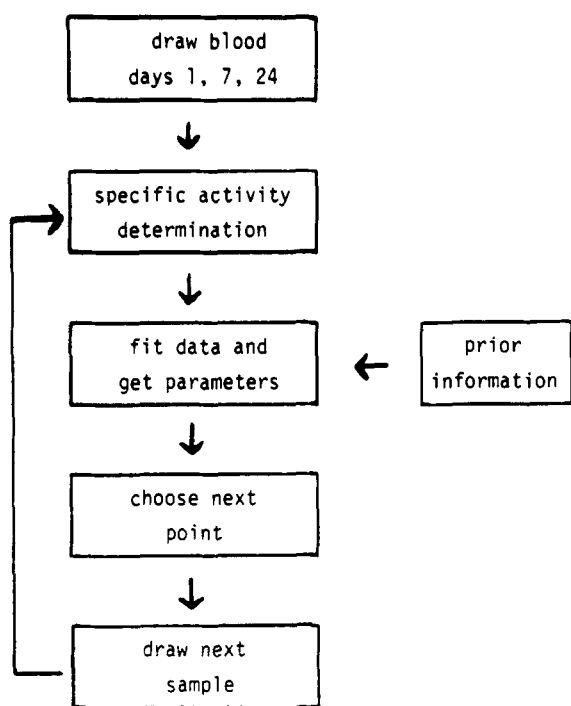 draw blood
days 1, 7, 24
specific activity
determination
fit data and
get parameters
prior
information
choose next
point
draw next
sample